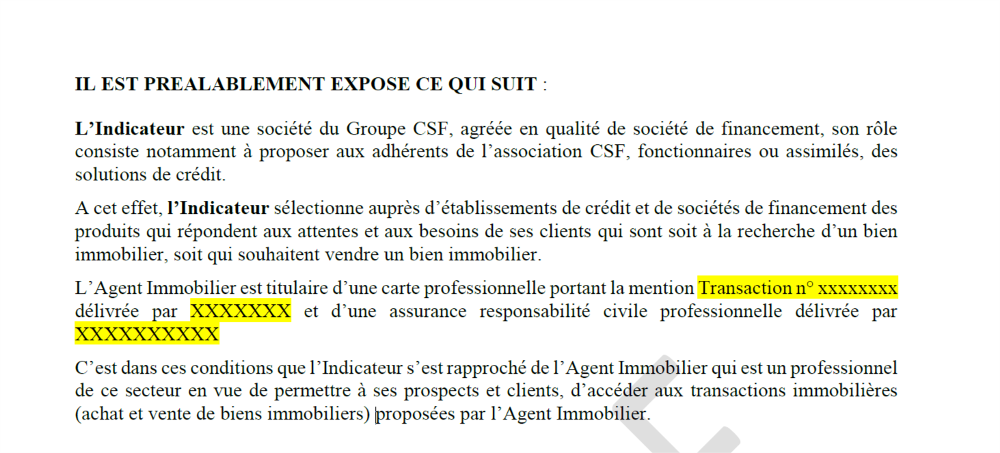 IL EST PREALABLEMENT EXPOSE CE QUI SUIT :
L’Indicateur est une société du Groupe CSF, agréée en qualité de société de financement, son rôle
consiste notamment à proposer aux adhérents de l’association CSF, fonctionnaires ou assimilés, des
solutions de crédit.
A cet effet, l’Indicateur sélectionne auprès d’établissements de crédit et de sociétés de financement des
produits qui répondent aux attentes et aux besoins de ses clients qui sont soit à la recherche d’un bien
immobilier, soit qui souhaitent vendre un bien immobilier.
L’Agent Immobilier est titulaire d’une carte professionnelle portant la mention Transaction n° xxxxxxxx
délivrée par XXXXXXX et d’une assurance responsabilité civile professionnelle délivrée par
XXXXXXXXXX
C’est dans ces conditions que l’Indicateur s’est rapproché de l’Agent Immobilier qui est un professionnel
de ce secteur en vue de permettre à ses prospects et clients, d’accéder aux transactions immobilières
(achat et vente de biens immobiliers) proposées par l’Agent Immobilier.